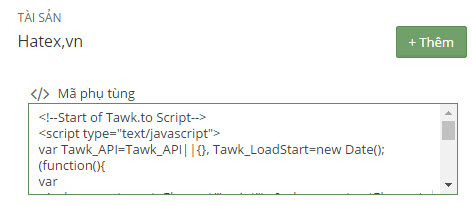 TÀI SẢN
Hatex,vn
+ Thêm
</> Mã phụ tùng
<!--Start of Tawk.to Script-->
<script type="text/javascript">
var Tawk_API=Tawk_API||{}, Tawk_LoadStart=new Date();
(function(){
var